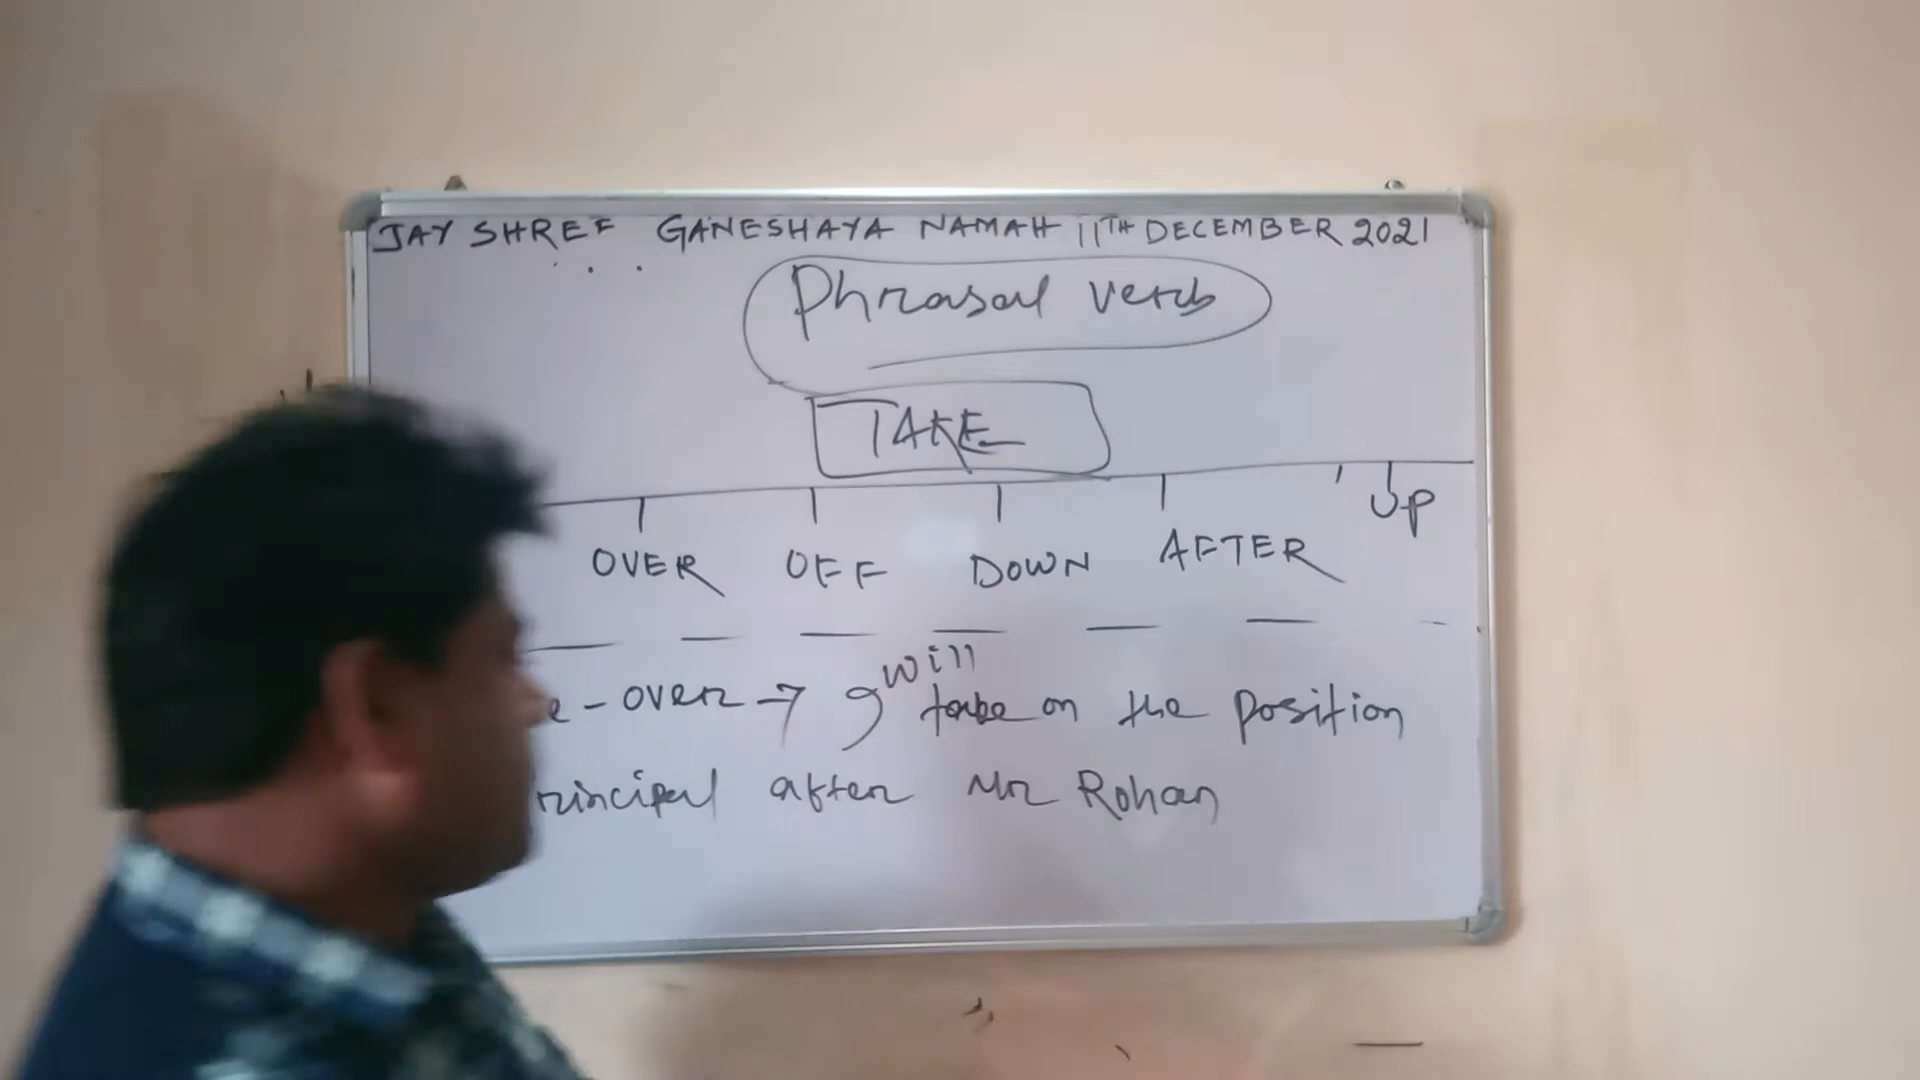 JAY SHREE GANESHAYA NAMAH 11TH DECEMBER 2021
Phrasal verb
TAKE
OVER OFF DOWN AFTER UP
e - over → I will take on the position
rincipal after Mr Rohan